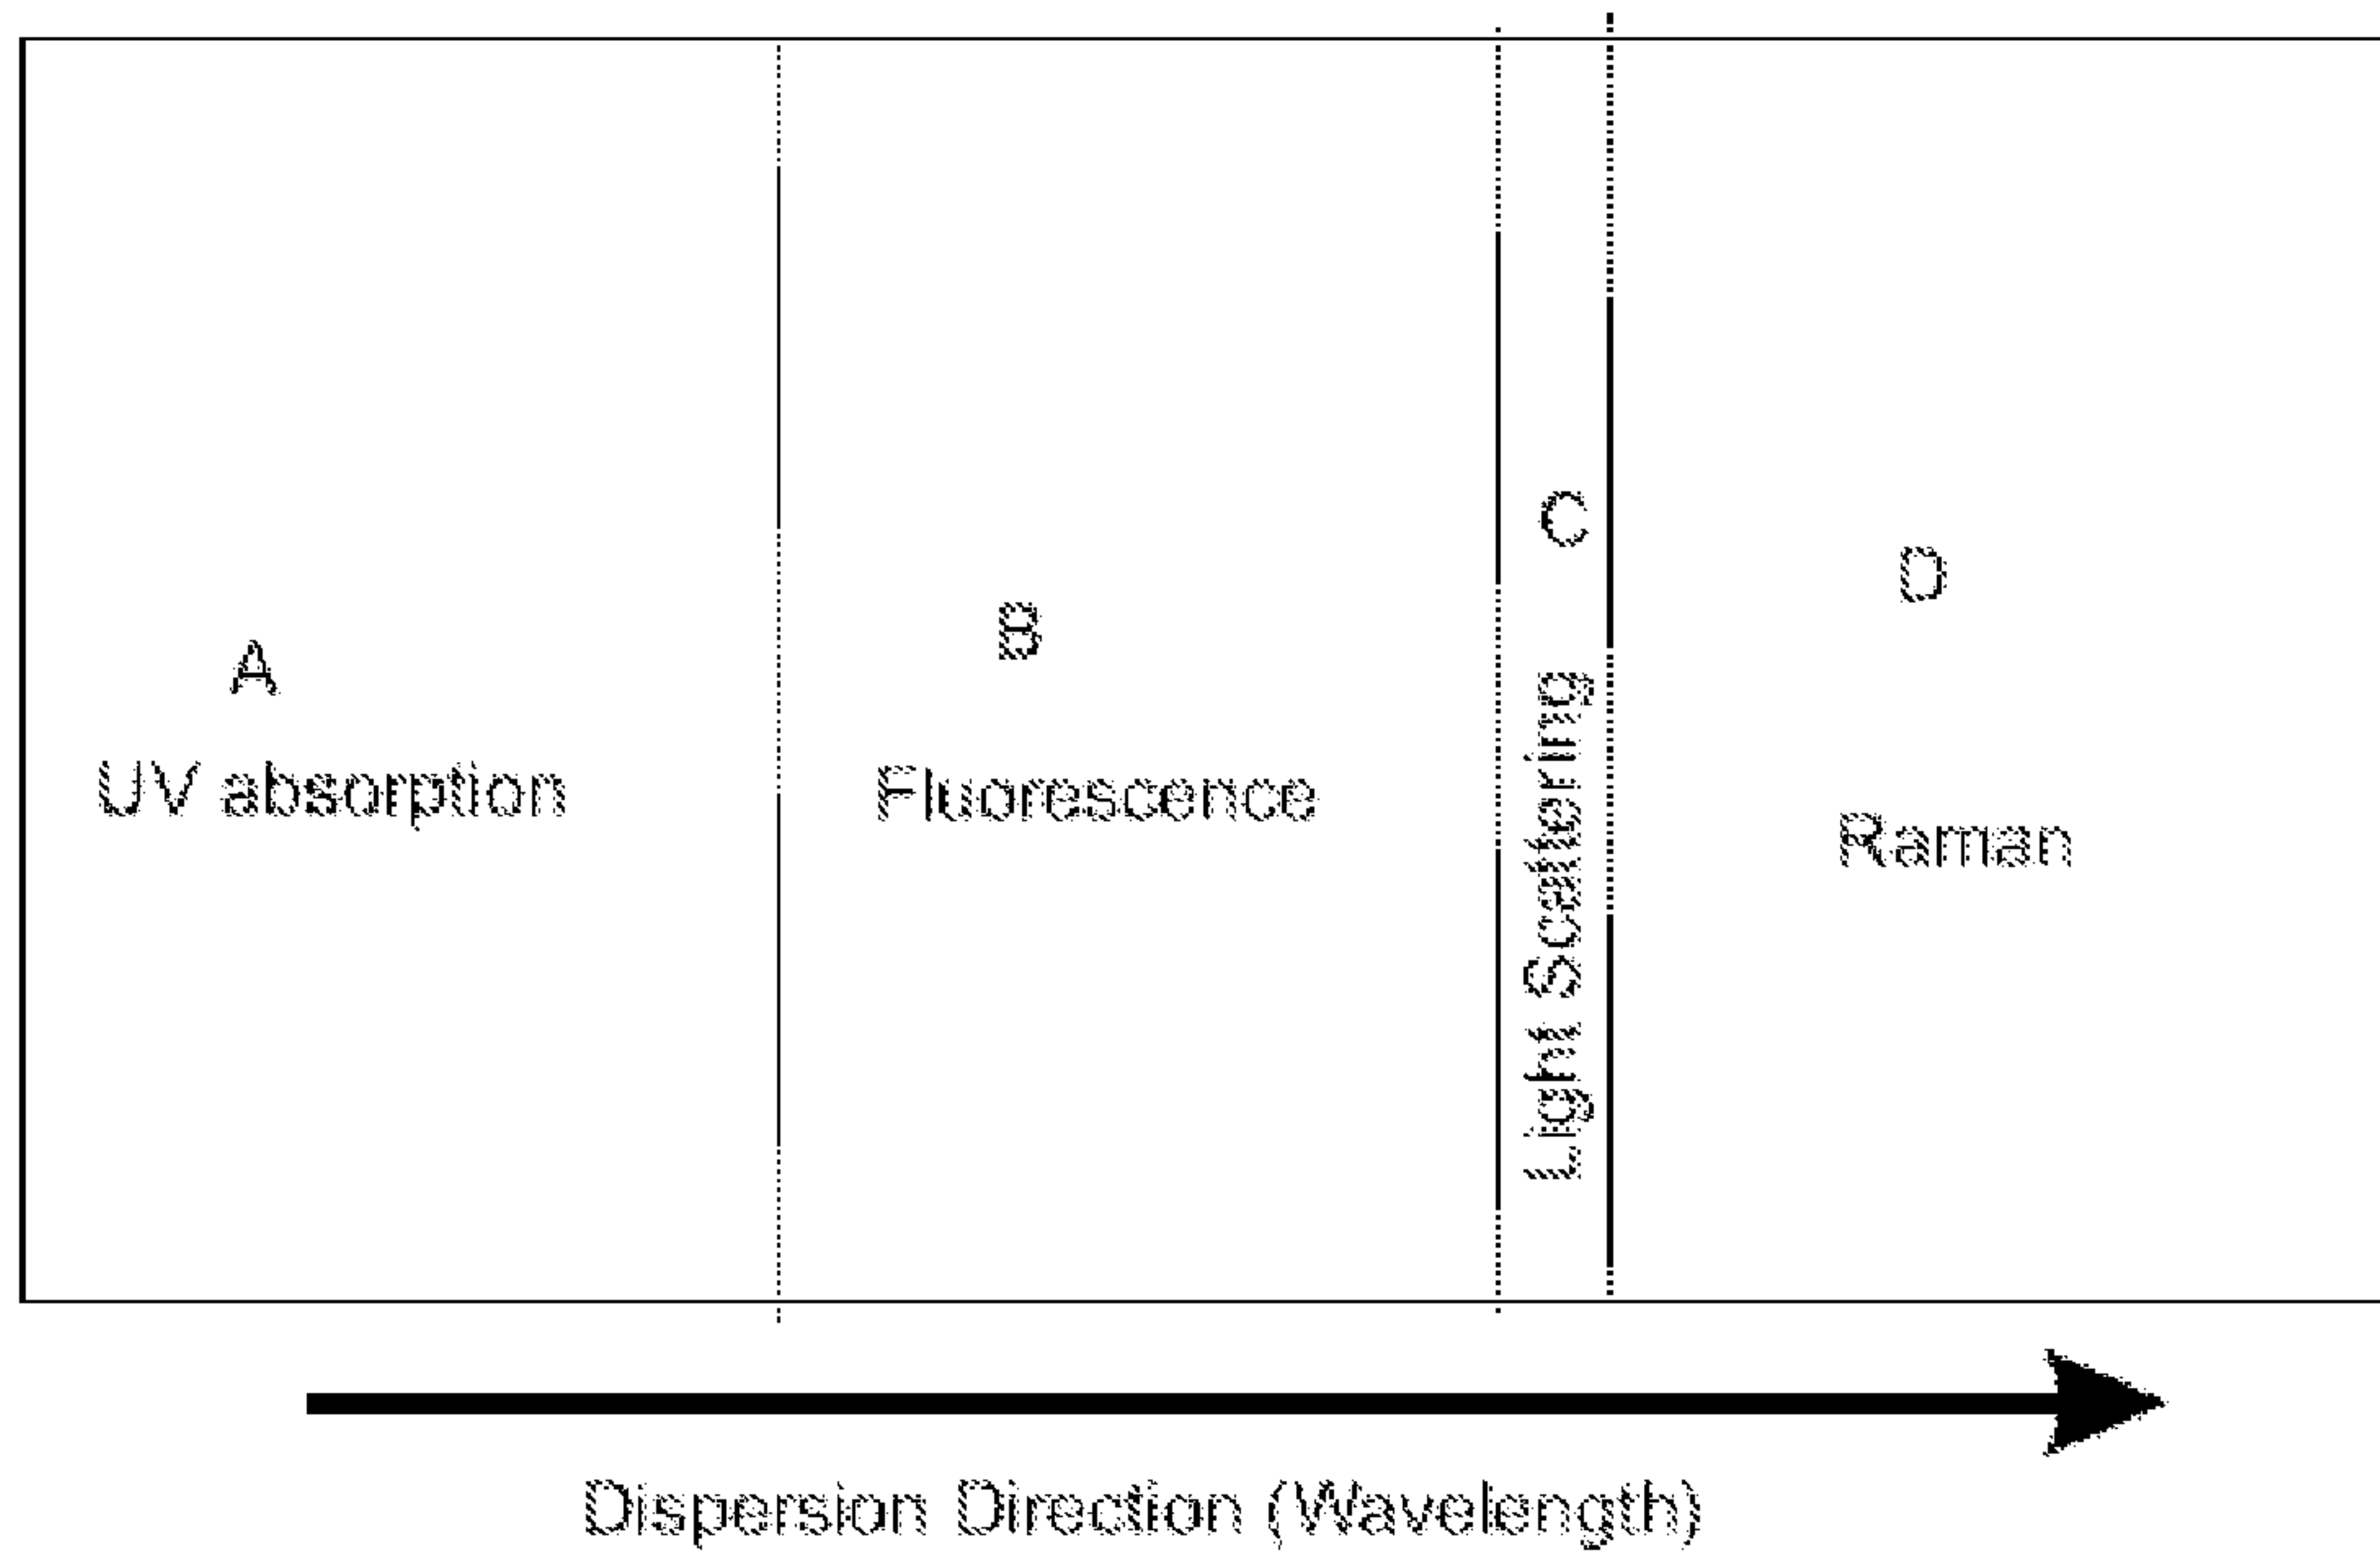 A
UV absorption
B
Fluorescence
C
Light Scattering
D
Raman
Dispersion Direction (Wavelength)